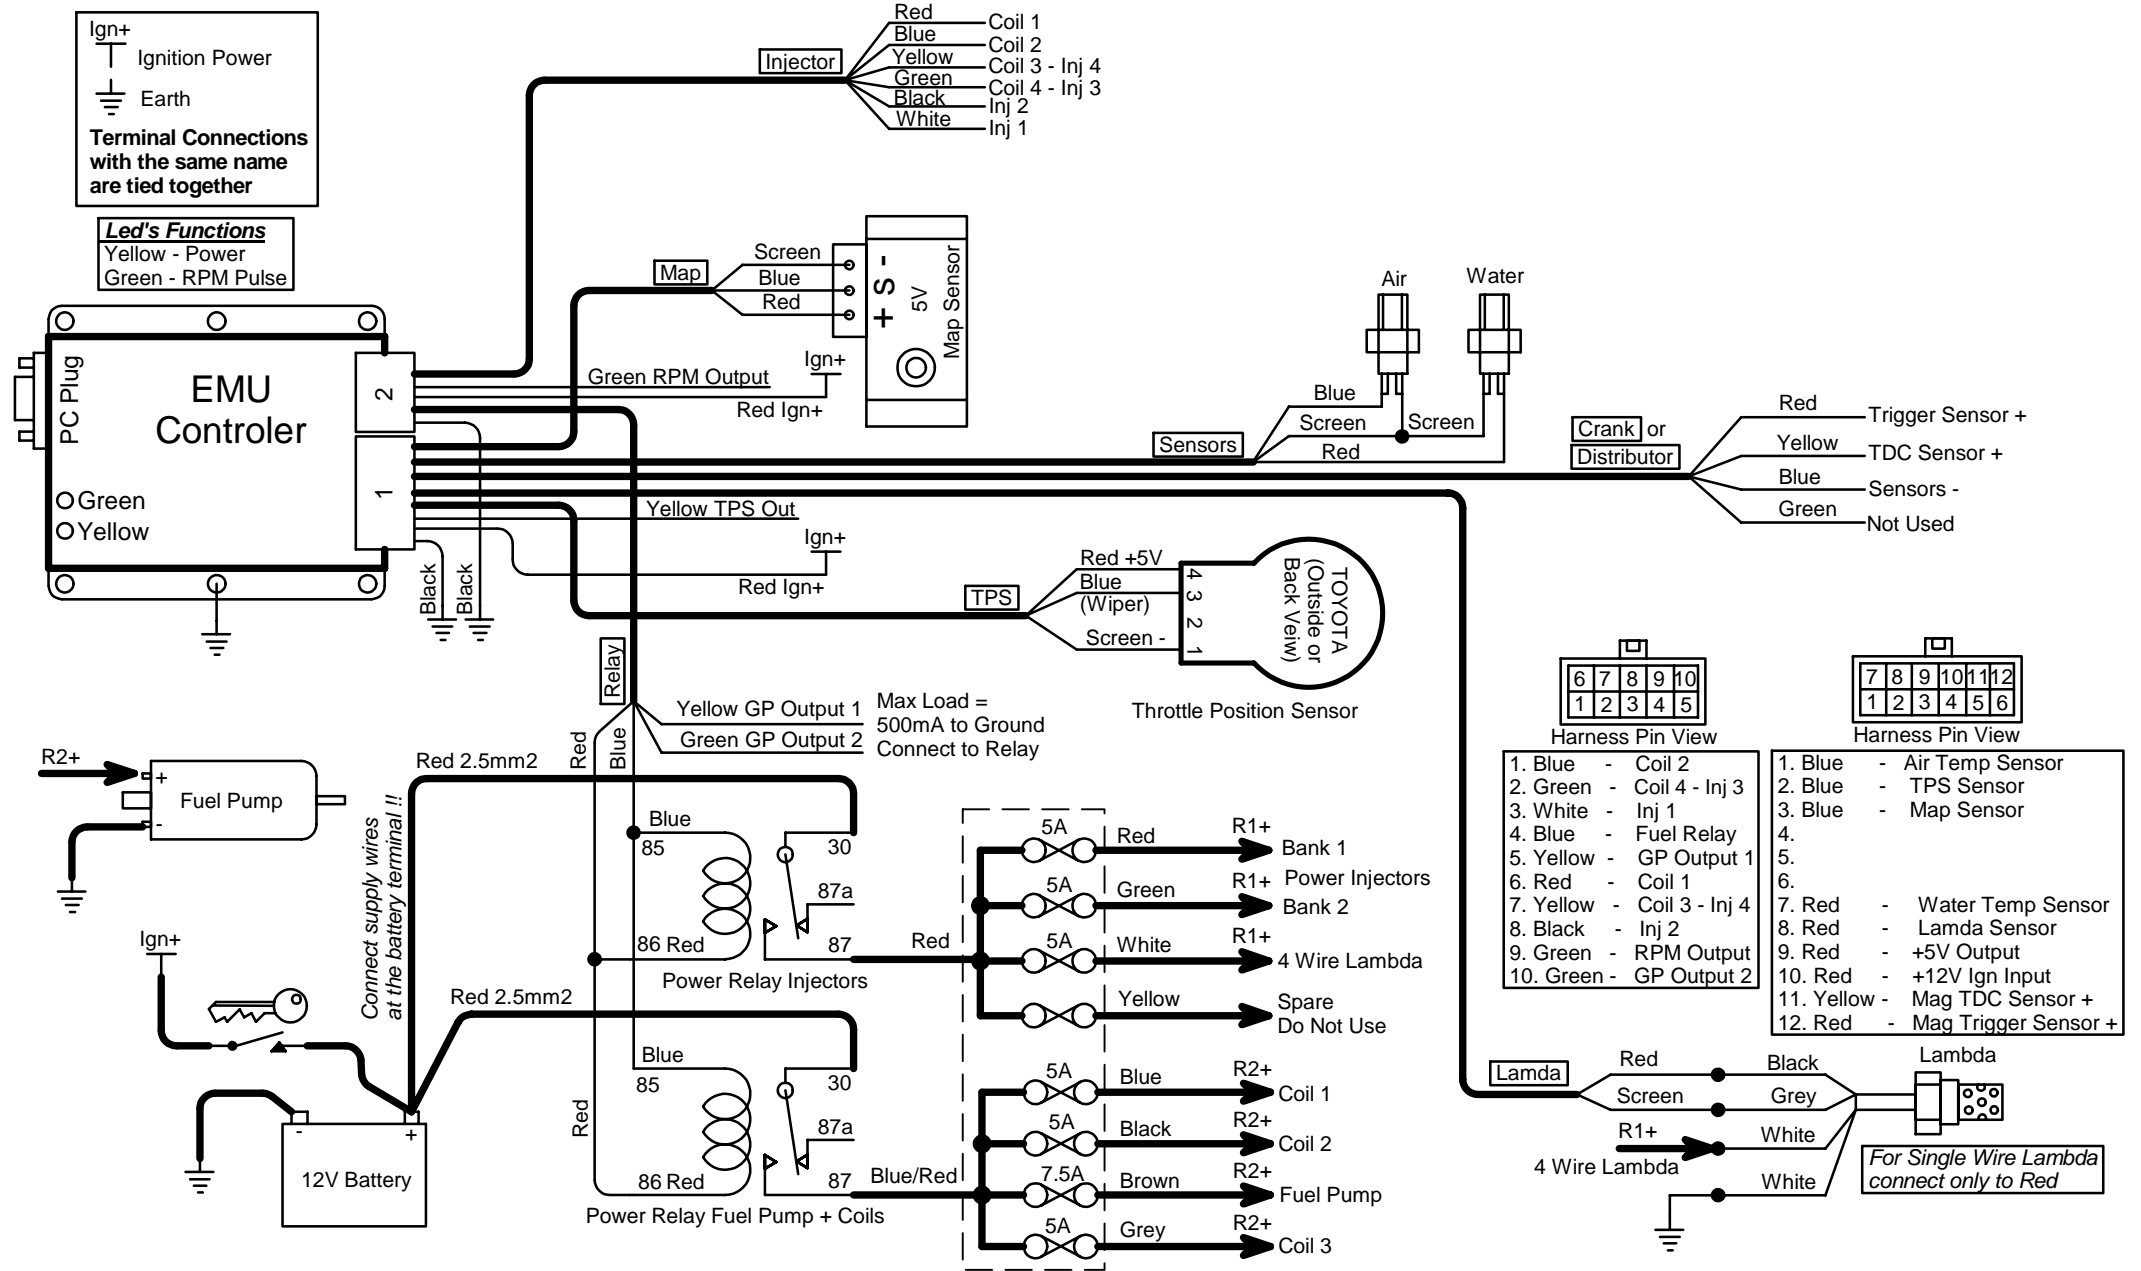 Ign+
Ignition Power
Earth
Terminal Connections
with the same name
are tied together
Led's Functions
Yellow - Power
Green - RPM Pulse
PC Plug
EMU
Controler
Green
Yellow
2
1
Black
Black
Injector
Red
Coil 1
Blue
Coil 2
Yellow
Coil 3 - Inj 4
Green
Coil 4 - Inj 3
Black
Inj 2
White
Inj 1
Map
Screen
Blue
Red
+ S -
5V
Map Sensor
Green RPM Output
Ign+
Red Ign+
Air
Water
Sensors
Blue
Screen
Screen
Red
Crank or
Distributor
Red
Trigger Sensor +
Yellow
TDC Sensor +
Blue
Sensors -
Green
Not Used
Yellow TPS Out
Ign+
Red Ign+
TPS
Red +5V
Blue
(Wiper)
Screen -
4
3
2
1
TOYOTA
(Outside or
Back Veiw)
Throttle Position Sensor
Relay
Yellow GP Output 1
Green GP Output 2
Max Load =
500mA to Ground
Connect to Relay
Red
Blue
R2+
+
-
Fuel Pump
Red 2.5mm2
Connect supply wires
at the battery terminal !!
Blue
85
30
87a
86 Red
87
Power Relay Injectors
Red
Ign+
Red 2.5mm2
-
+
12V Battery
Red
Blue
85
30
87a
86 Red
87
Power Relay Fuel Pump + Coils
Blue/Red
5A
Red
R1+
Bank 1
Power Injectors
5A
Green
R1+
Bank 2
5A
White
R1+
4 Wire Lambda
Yellow
Spare
Do Not Use
5A
Blue
R2+
Coil 1
5A
Black
R2+
Coil 2
7.5A
Brown
R2+
Fuel Pump
5A
Grey
R2+
Coil 3
6 7 8 9 10
1 2 3 4 5
Harness Pin View
1. Blue - Coil 2
2. Green - Coil 4 - Inj 3
3. White - Inj 1
4. Blue - Fuel Relay
5. Yellow - GP Output 1
6. Red - Coil 1
7. Yellow - Coil 3 - Inj 4
8. Black - Inj 2
9. Green - RPM Output
10. Green - GP Output 2
7 8 9 10 11 12
1 2 3 4 5 6
Harness Pin View
1. Blue - Air Temp Sensor
2. Blue - TPS Sensor
3. Blue - Map Sensor
4.
5.
6.
7. Red - Water Temp Sensor
8. Red - Lamda Sensor
9. Red - +5V Output
10. Red - +12V Ign Input
11. Yellow - Mag TDC Sensor +
12. Red - Mag Trigger Sensor +
Lamda
Red
Black
Lambda
Screen
Grey
R1+
White
4 Wire Lambda
White
For Single Wire Lambda
connect only to Red